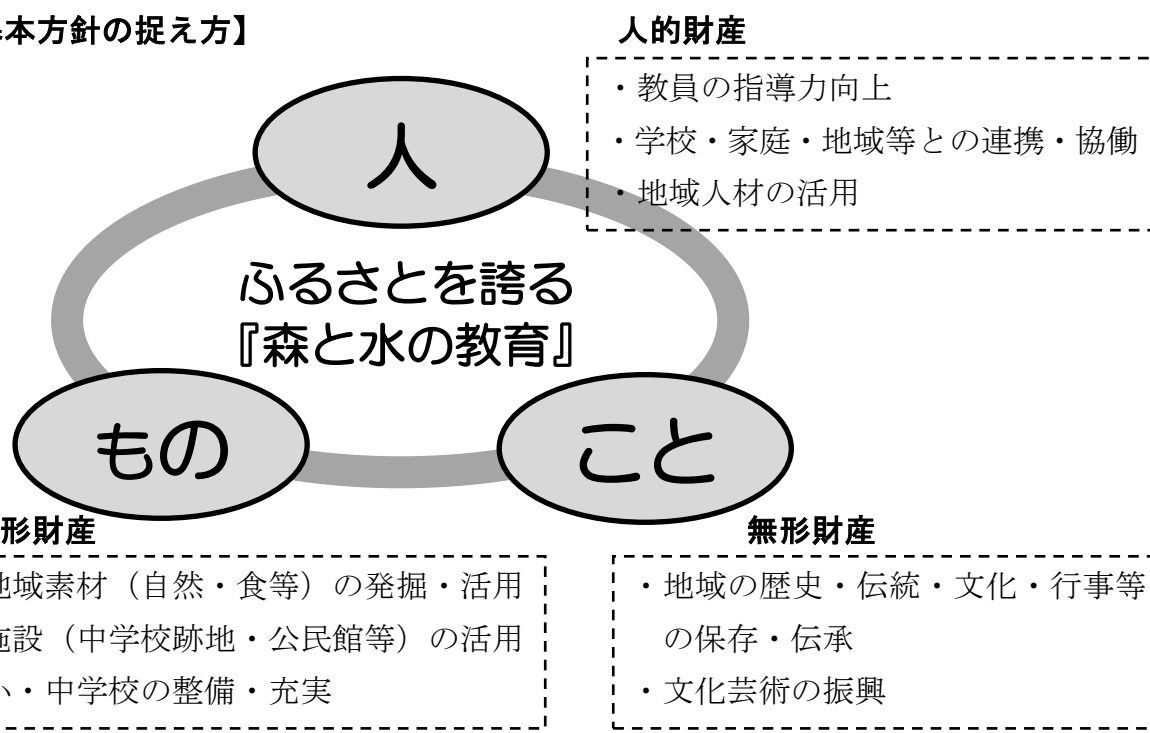 本方針の捉え方】
人的財産
・教員の指導力向上
・学校・家庭・地域等との連携・協働
・地域人材の活用
人
ふるさとを誇る
『森と水の教育』
もの
こと
形財産
地域素材（自然・食等）の発掘・活用
施設（中学校跡地・公民館等）の活用
小・中学校の整備・充実
無形財産
・地域の歴史・伝統・文化・行事等
の保存・伝承
・文化芸術の振興